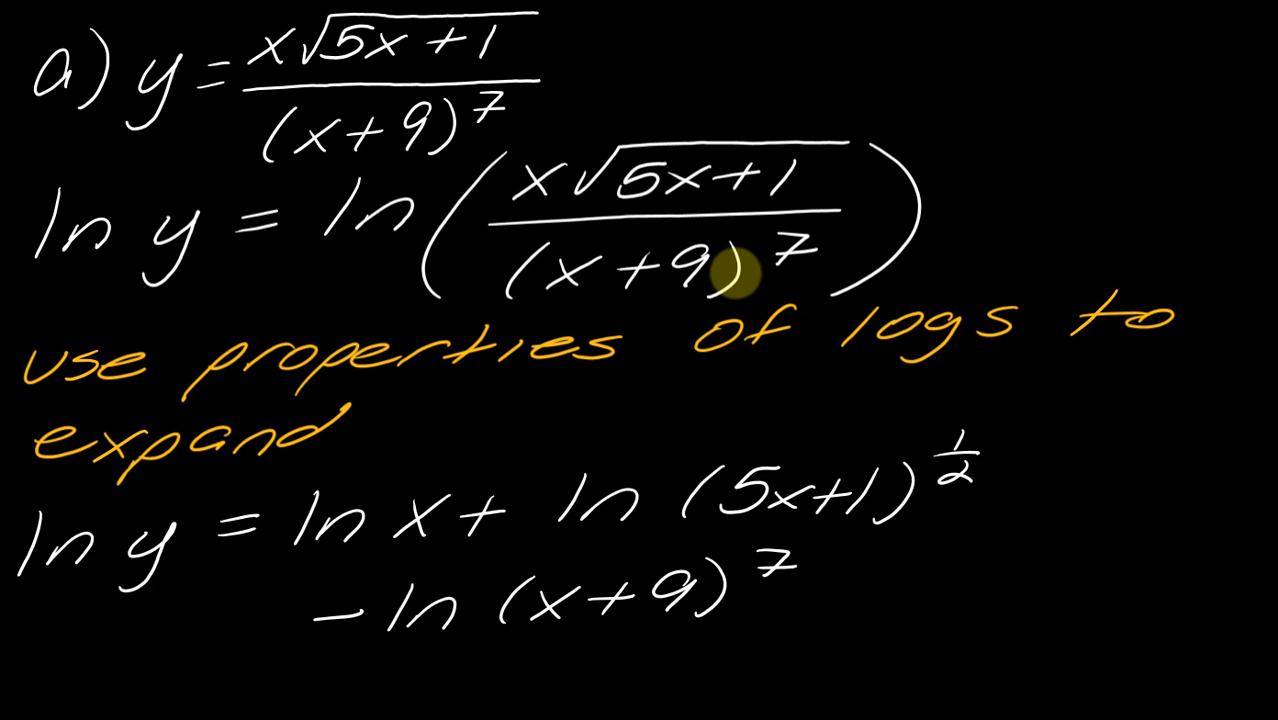 a) y = x√(5x+1) / (x+9)^7
ln y = ln ( x√(5x+1) / (x+9)^7 )
use properties of logs to
expand
ln y = ln x + ln (5x+1)^(1/2)
- ln (x+9)^7